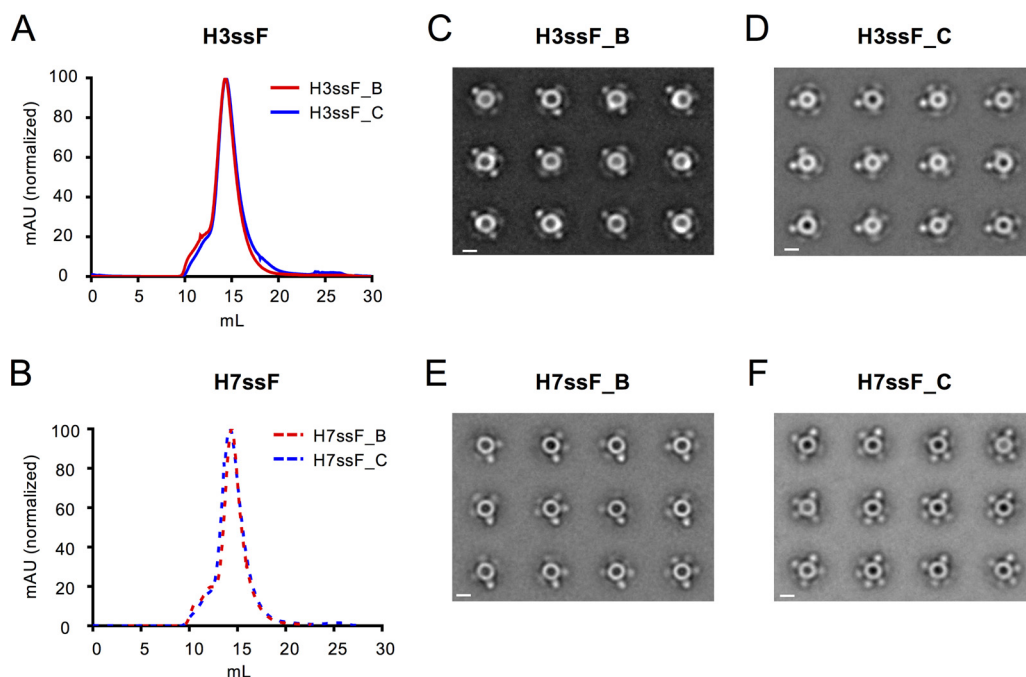 A
H3ssF
100
80
60
40
20
0
mAU (normalized)
0 5 10 15 20 25 30
mL
H3ssF_B
H3ssF_C
C
H3ssF_B
D
H3ssF_C
B
H7ssF
100
80
60
40
20
0
mAU (normalized)
0 5 10 15 20 25 30
mL
H7ssF_B
H7ssF_C
E
H7ssF_B
F
H7ssF_C